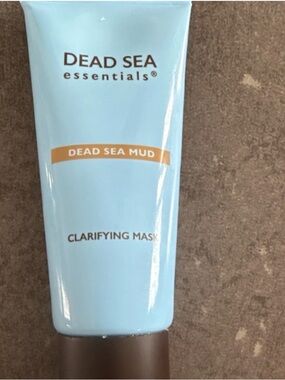 DEAD SEA
essentials®
DEAD SEA MUD
CLARIFYING MASK